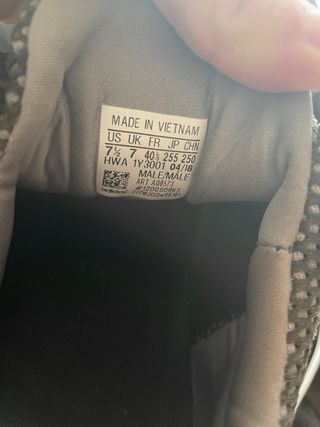 MADE IN VIETNAM
US UK FR JP CHN
7½ 7 40⅔ 255 250
HWA 1Y3001 04/18
MALE/MALE
ART
adidas